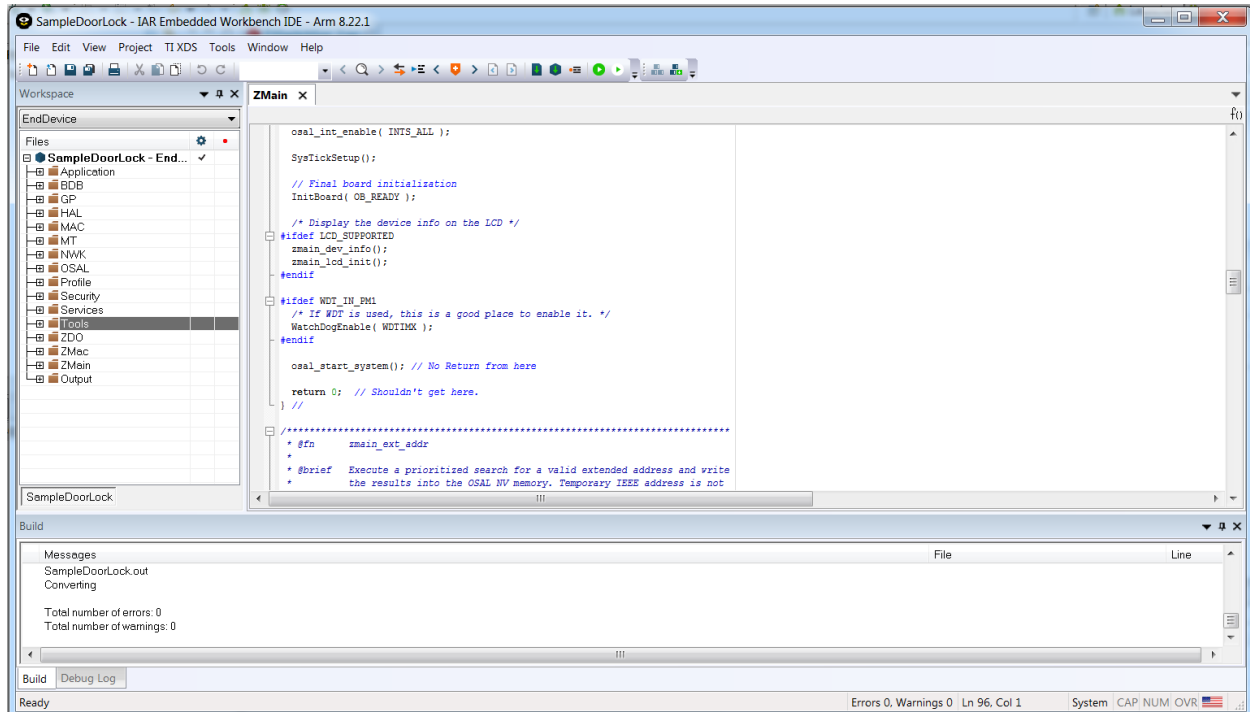 SampleDoorLock - IAR Embedded Workbench IDE - Arm 8.22.1
File Edit View Project TI XDS Tools Window Help
Workspace
EndDevice
Files
SampleDoorLock - End...
Application
BDB
GP
HAL
MAC
MT
NWK
OSAL
Profile
Security
Services
Tools
ZDO
ZMac
ZMain
Output
SampleDoorLock
ZMain
f()
osal_int_enable( INTS_ALL );
SysTickSetup();
// Final board initialization
InitBoard( OB_READY );
/* Display the device info on the LCD */
#ifdef LCD_SUPPORTED
zmain_dev_info();
zmain_lcd_init();
#endif
#ifdef WDT_IN_PM1
/* If WDT is used, this is a good place to enable it. */
WatchDogEnable( WDTIMX );
#endif
osal_start_system(); // No Return from here
return 0;  // Shouldn't get here.
} //
/******************************************************************************
* @fn zmain_ext_addr
*
* @brief Execute a prioritized search for a valid extended address and write
* the results into the OSAL NV memory. Temporary IEEE address is not
Build
Messages File Line
SampleDoorLock.out
Converting
Total number of errors: 0
Total number of warnings: 0
Build Debug Log
Ready Errors 0, Warnings 0 Ln 96, Col 1 System CAP NUM OVR